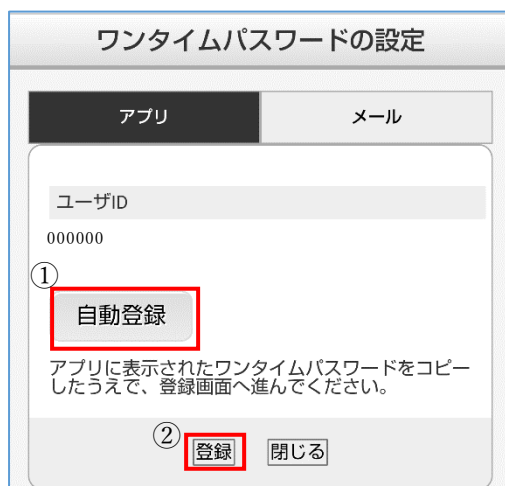 ワンタイムパスワードの設定
アプリ
メール
ユーザID
000000
①
自動登録
アプリに表示されたワンタイムパスワードをコピー
したうえで、登録画面へ進んでください。
②
登録
閉じる